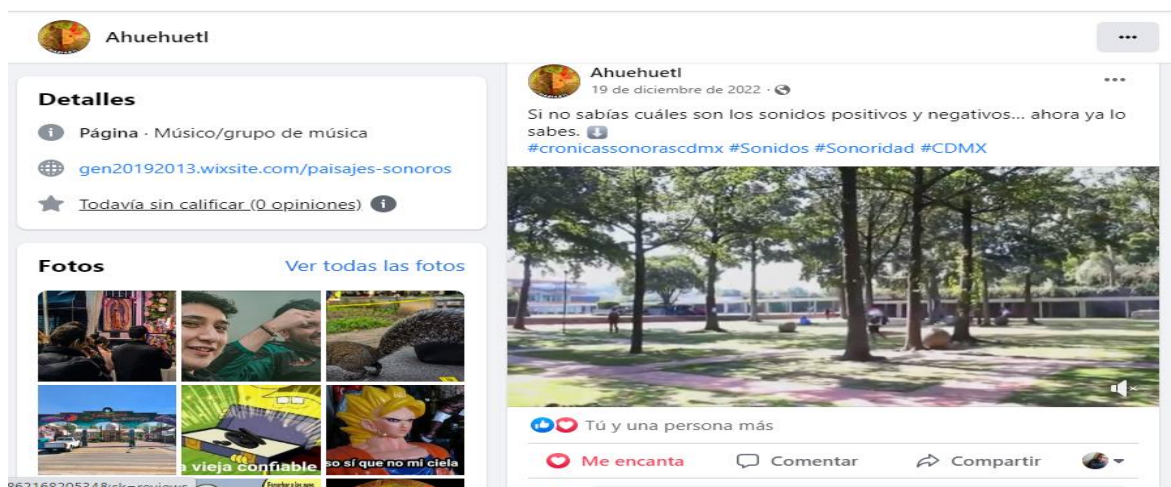 Ahuehuetl
Detalles
Página · Músico/grupo de música
gen20192013.wixsite.com/paisajes-sonoros
Todavía sin calificar (0 opiniones)
Fotos
Ver todas las fotos
vieja confiable
so sí que no mi ciela
Ahuehuetl
19 de diciembre de 2022 ·
Si no sabías cuáles son los sonidos positivos y negativos... ahora ya lo
sabes.
#cronicassonorascdmx #Sonidos #Sonoridad #CDMX
Tú y una persona más
Me encanta
Comentar
Compartir